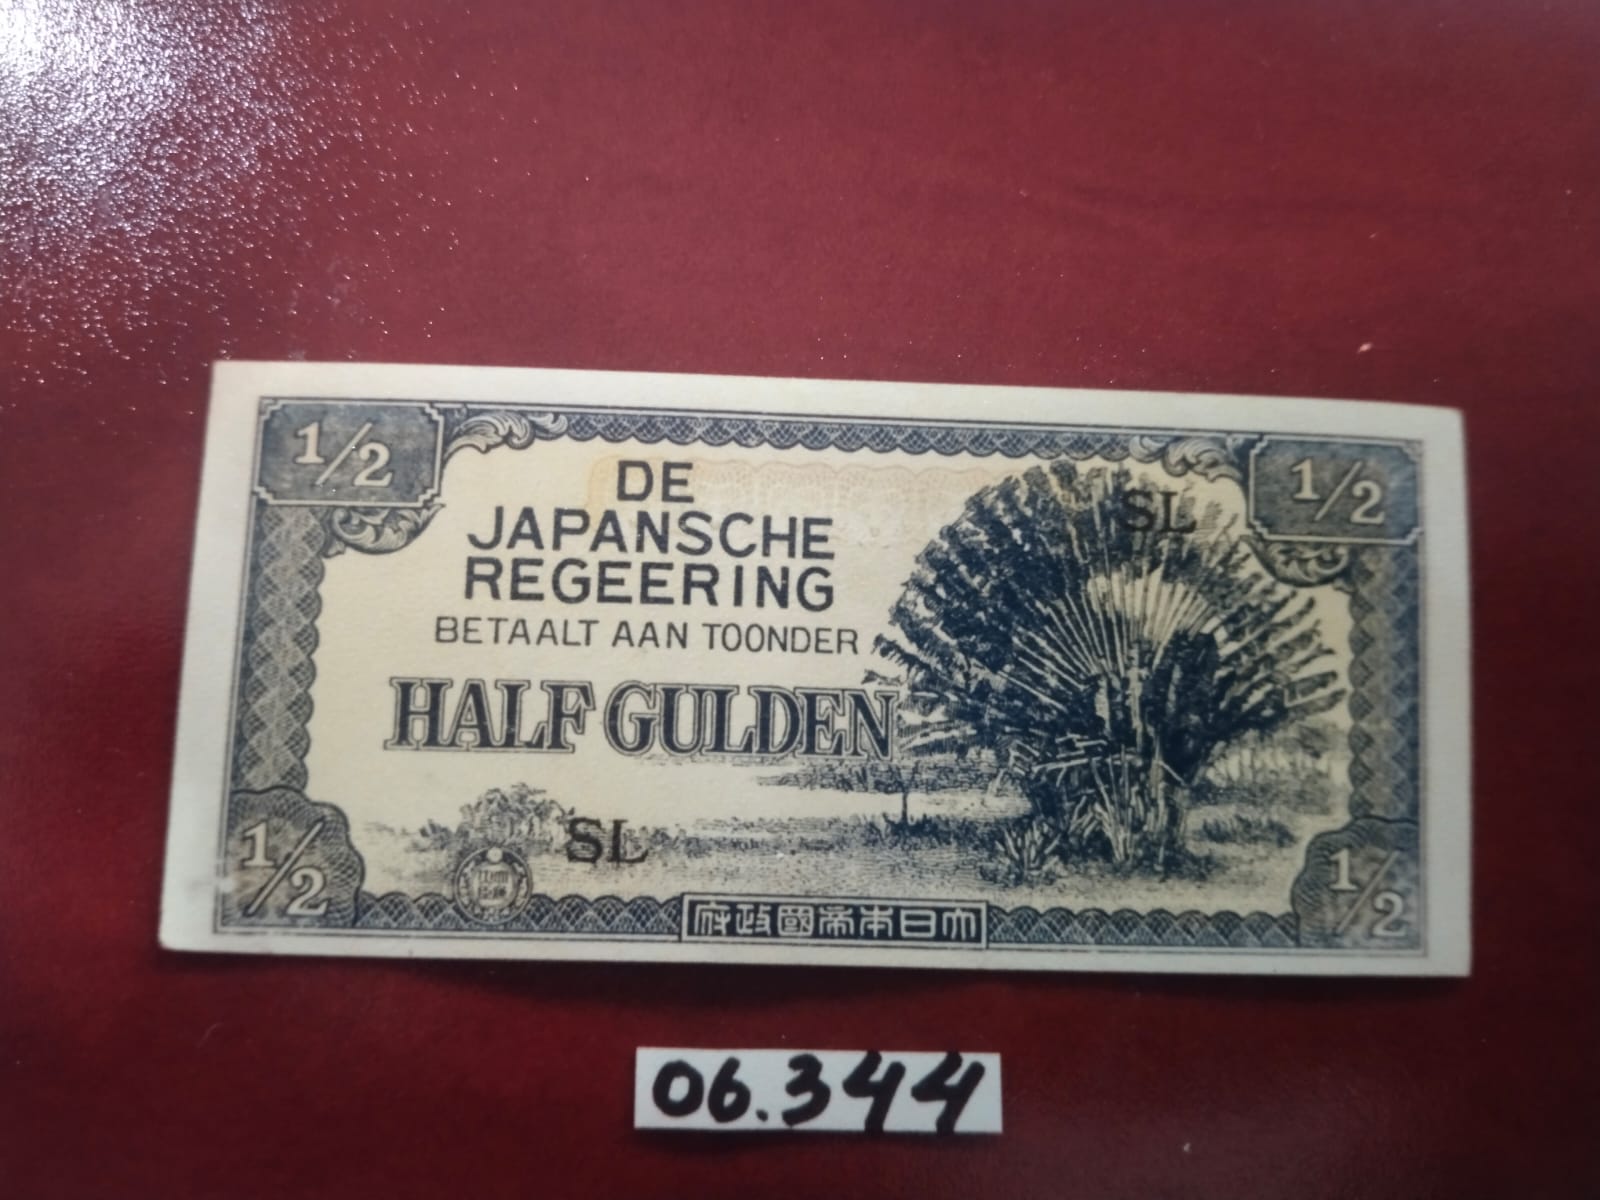 1/2
1/2
DE
JAPANSCHE
REGEERING
BETAALT AAN TOONDER
HALF GULDEN
SL
SL
1/2
1/2
府政國帝本日大
06.344